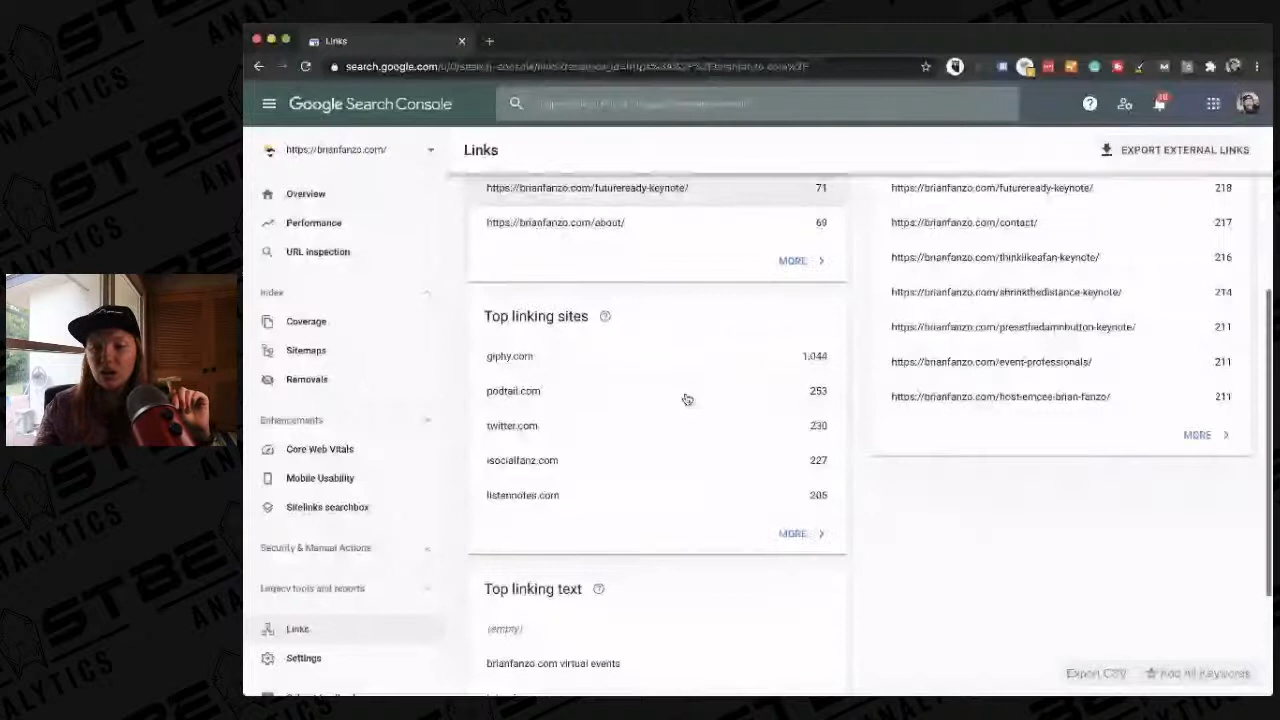 Links
Google Search Console
https://brianfanzo.com/
Links
EXPORT EXTERNAL LINKS
Overview
Performance
URL inspection
Index
Coverage
Sitemaps
Removals
Enhancements
Core Web Vitals
Mobile Usability
Sitelinks searchbox
Security & Manual Actions
Legacy tools and reports
Links
Settings
https://brianfanzo.com/futureready-keynote/ 71
https://brianfanzo.com/about/ 69
MORE
Top linking sites
giphy.com 1,044
podtail.com 253
twitter.com 230
isocialfanz.com 227
listennotes.com 205
MORE
Top linking text
(empty)
brianfanzo com virtual events
https://brianfanzo.com/futureready-keynote/ 218
https://brianfanzo.com/contact/ 217
https://brianfanzo.com/thinklikeafan-keynote/ 216
https://brianfanzo.com/shrinkthedistance-keynote/ 214
https://brianfanzo.com/pressthedamnbutton-keynote/ 211
https://brianfanzo.com/event-professionals/ 211
https://brianfanzo.com/host-emcee-brian-fanzo/ 211
MORE
Export CSV
Add All Keywords
ANALYTICS